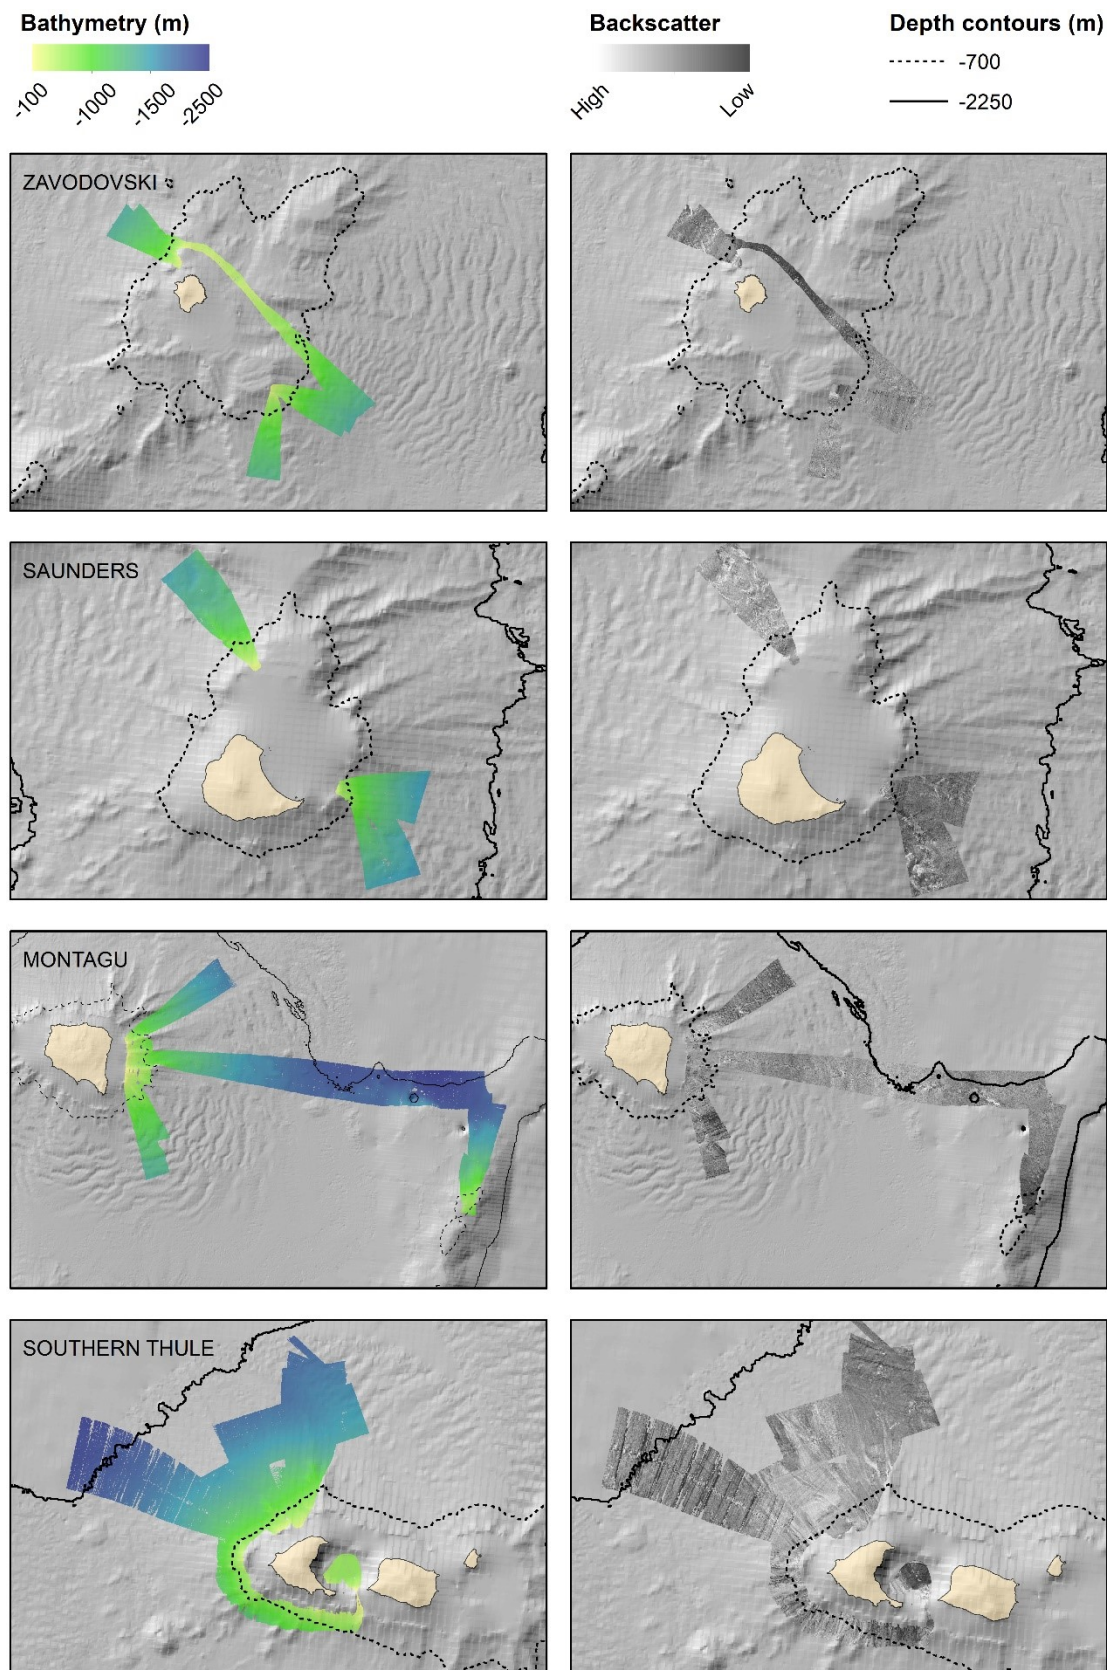 Bathymetry (m)
-100
-1000
-1500
-2500
Backscatter
High
Low
Depth contours (m)
-700
-2250
ZAVODOVSKI
SAUNDERS
MONTAGU
SOUTHERN THULE